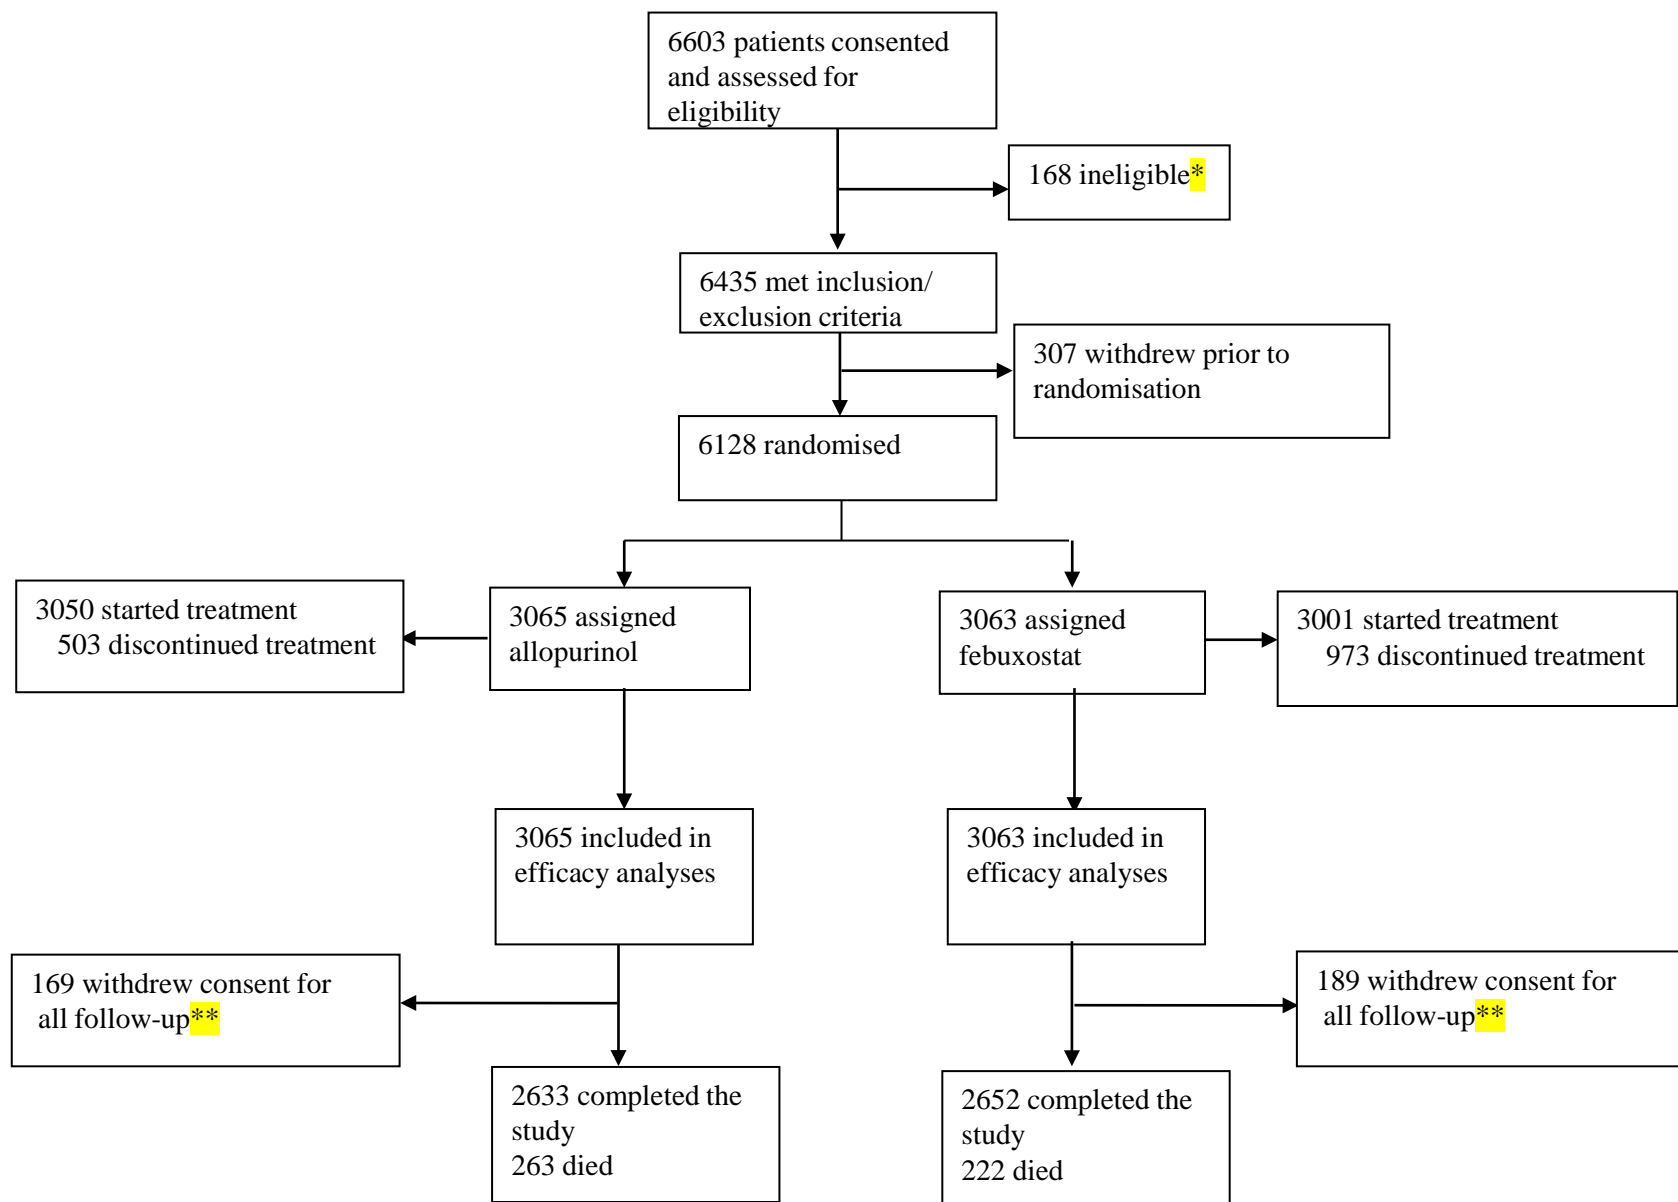 6603 patients consented
and assessed for
eligibility
168 ineligible*
6435 met inclusion/
exclusion criteria
307 withdrew prior to
randomisation
6128 randomised
3050 started treatment
503 discontinued treatment
3065 assigned
allopurinol
3063 assigned
febuxostat
3001 started treatment
973 discontinued treatment
3065 included in
efficacy analyses
3063 included in
efficacy analyses
169 withdrew consent for
all follow-up**
189 withdrew consent for
all follow-up**
2633 completed the
study
263 died
2652 completed the
study
222 died